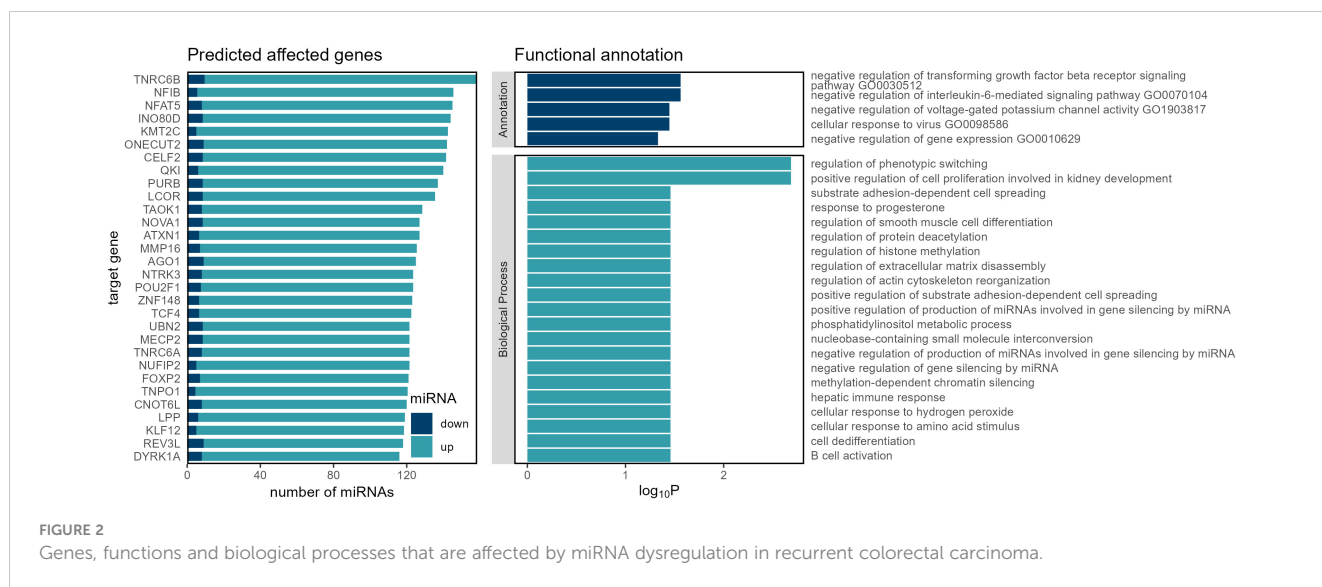 Predicted affected genes
target gene
TNRC6B
NFIB
NFAT5
INO80D
KMT2C
ONECUT2
CELF2
QKI
PURB
LCOR
TAOK1
NOVA1
ATXN1
MMP16
AGO1
NTRK3
POU2F1
ZNF148
TCF4
UBN2
MECP2
TNRC6A
NUFIP2
FOXP2
TNPO1
CNOT6L
LPP
KLF12
REV3L
DYRK1A
miRNA
down
up
0 40 80 120
number of miRNAs
Functional annotation
Annotation
negative regulation of transforming growth factor beta receptor signaling
pathway GO0030512
negative regulation of interleukin-6-mediated signaling pathway GO0070104
negative regulation of voltage-gated potassium channel activity GO1903817
cellular response to virus GO0098586
negative regulation of gene expression GO0010629
Biological Process
regulation of phenotypic switching
positive regulation of cell proliferation involved in kidney development
substrate adhesion-dependent cell spreading
response to progesterone
regulation of smooth muscle cell differentiation
regulation of protein deacetylation
regulation of histone methylation
regulation of extracellular matrix disassembly
regulation of actin cytoskeleton reorganization
positive regulation of substrate adhesion-dependent cell spreading
positive regulation of production of miRNAs involved in gene silencing by miRNA
phosphatidylinositol metabolic process
nucleobase-containing small molecule interconversion
negative regulation of production of miRNAs involved in gene silencing by miRNA
negative regulation of gene silencing by miRNA
methylation-dependent chromatin silencing
hepatic immune response
cellular response to hydrogen peroxide
cellular response to amino acid stimulus
cell dedifferentiation
B cell activation
0 1 2
log₁₀P
FIGURE 2
Genes, functions and biological processes that are affected by miRNA dysregulation in recurrent colorectal carcinoma.